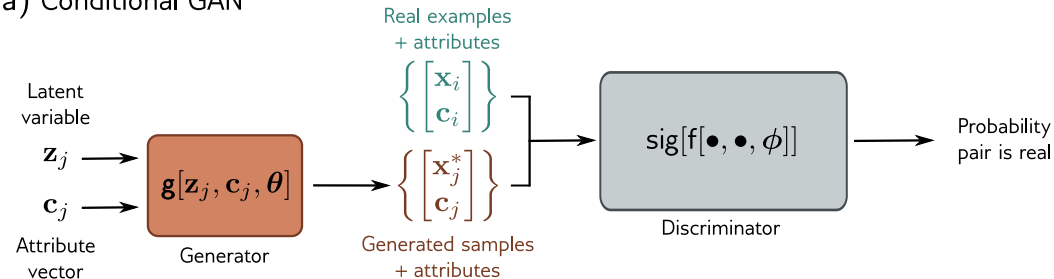 a) Conditional GAN
Real examples
+ attributes
{[x_i
c_i]}
Latent
variable
z_j
c_j
Attribute
vector
g[z_j, c_j, θ]
Generator
{[x*_j
c_j]}
Generated samples
+ attributes
sig[f[•, •, ϕ]]
Discriminator
Probability
pair is real